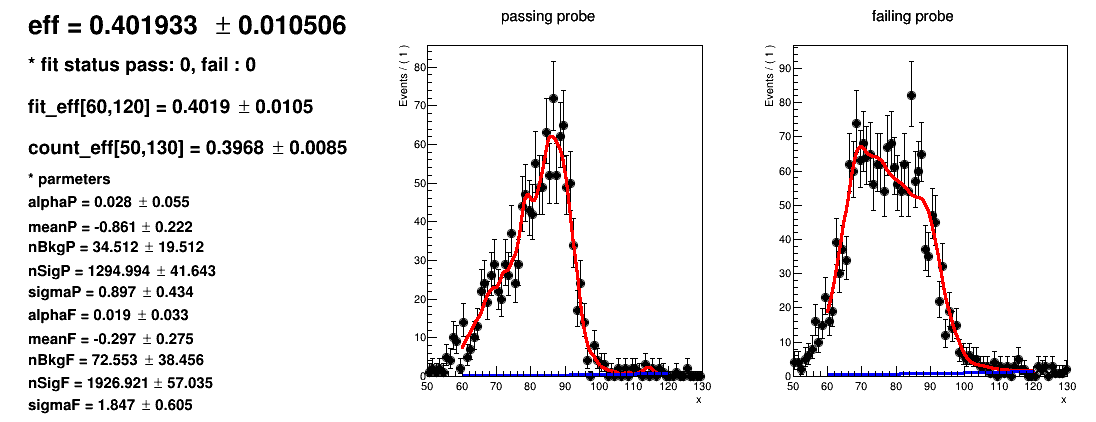 eff = 0.401933 ± 0.010506
* fit status pass: 0, fail : 0
fit_eff[60,120] = 0.4019 ± 0.0105
count_eff[50,130] = 0.3968 ± 0.0085
* parmeters
alphaP = 0.028 ± 0.055
meanP = -0.861 ± 0.222
nBkgP = 34.512 ± 19.512
nSigP = 1294.994 ± 41.643
sigmaP = 0.897 ± 0.434
alphaF = 0.019 ± 0.033
meanF = -0.297 ± 0.275
nBkgF = 72.553 ± 38.456
nSigF = 1926.921 ± 57.035
sigmaF = 1.847 ± 0.605
passing probe
Events / ( 1 )
80
70
60
50
40
30
20
10
0
50 60 70 80 90 100 110 120 130
x
failing probe
Events / ( 1 )
90
80
70
60
50
40
30
20
10
50 60 70 80 90 100 110 120 130
x